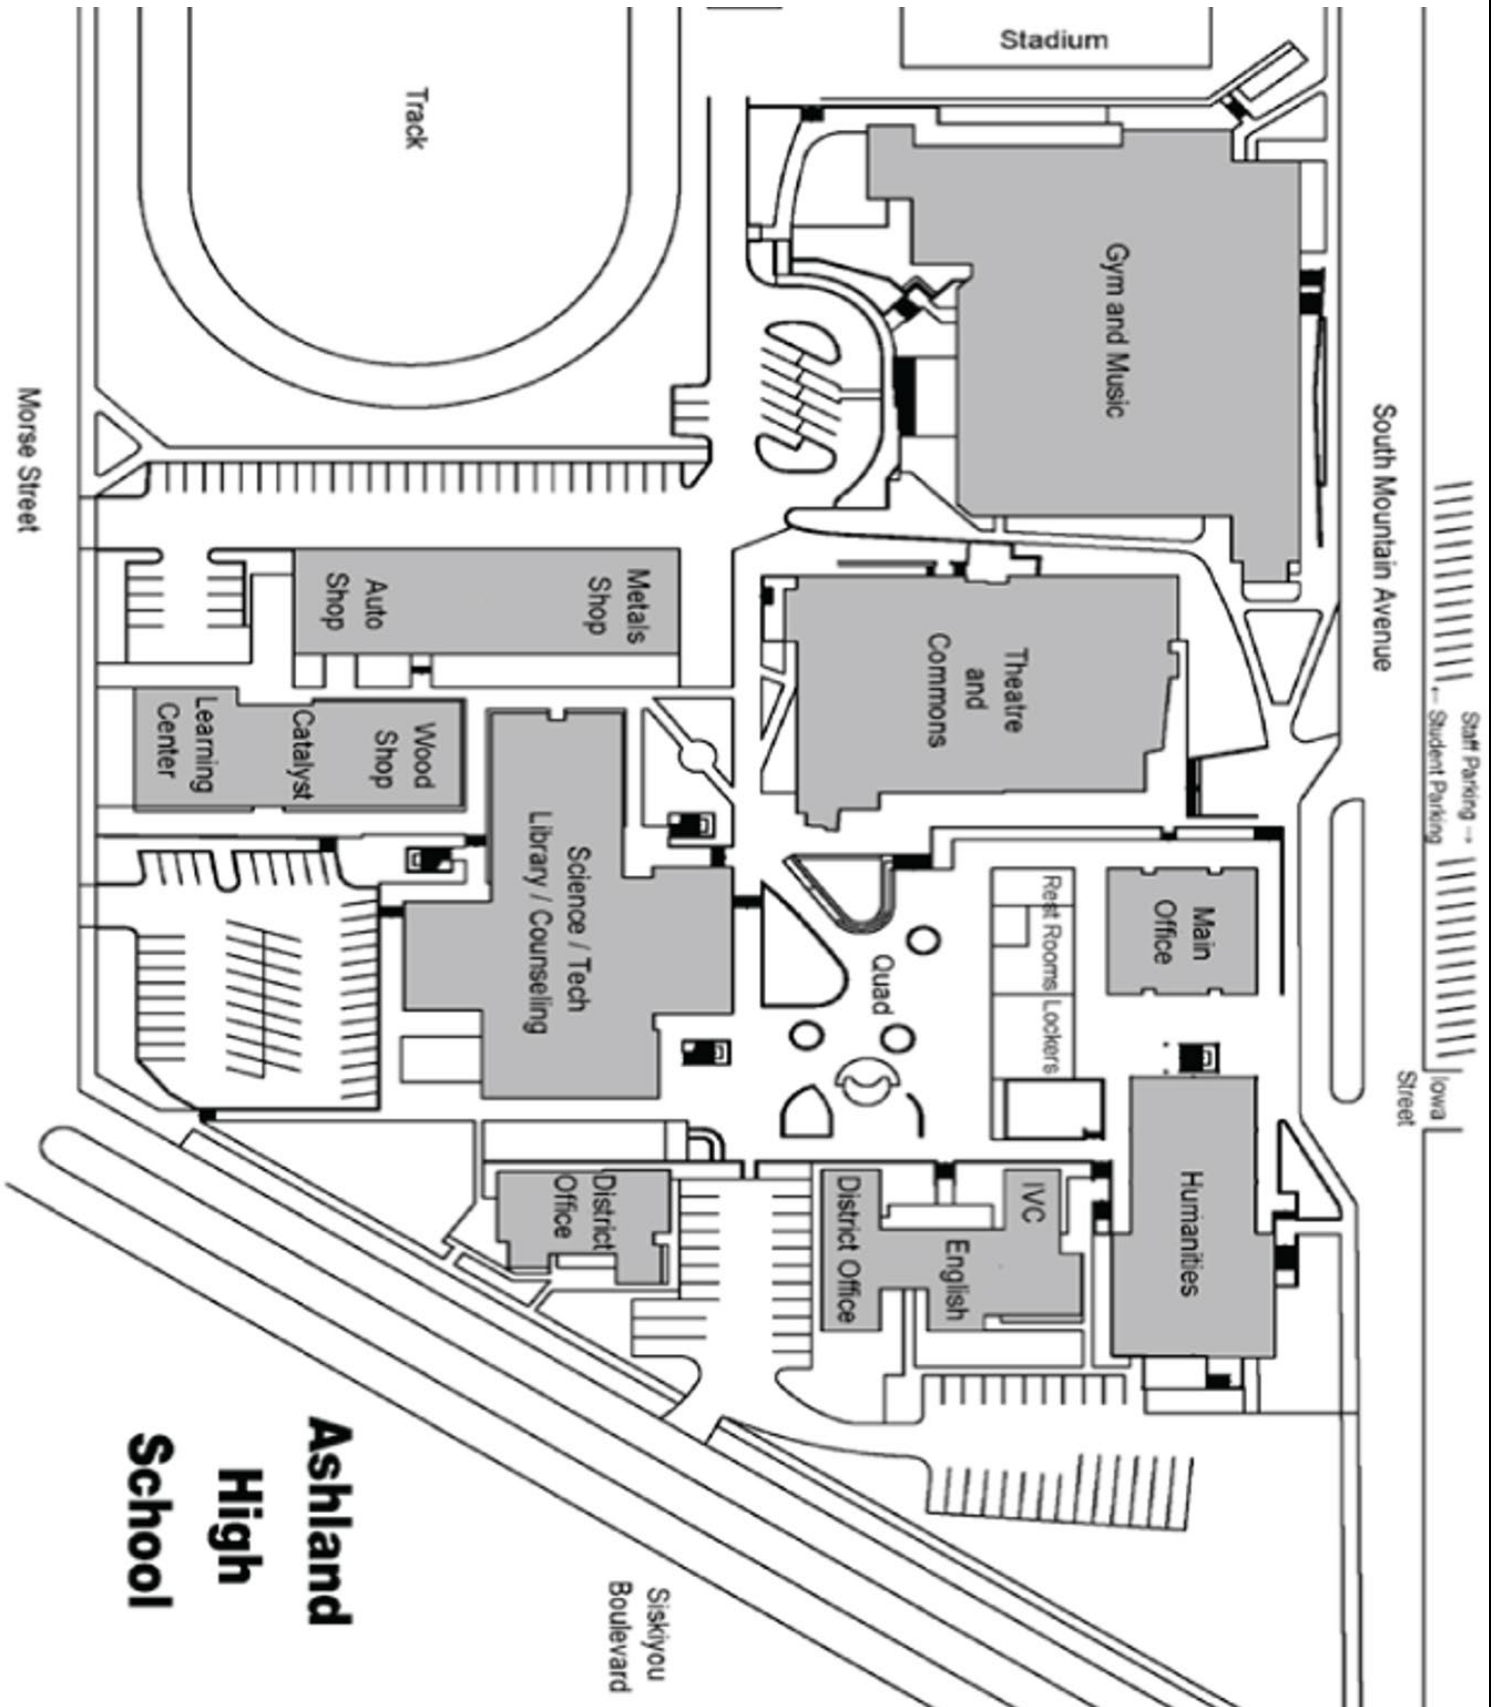 Stadium
Track
Gym and Music
South Mountain Avenue
Morse Street
Staff Parking →
← Student Parking
Metals
Shop
Auto
Shop
Theatre
and
Commons
Wood
Shop
Catalyst
Learning
Center
Science / Tech
Library / Counseling
Main
Office
Rest Rooms Lockers
Quad
Iowa
Street
Humanities
IVC
English
District Office
District
Office
Ashland
High
School
Siskiyou
Boulevard